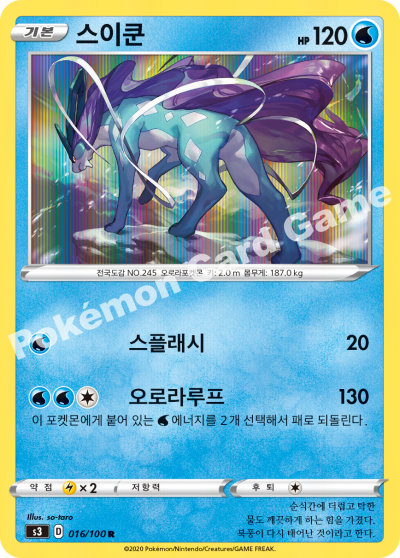 기본 스이쿤 HP 120
전국도감 NO.245 오로라포켓몬 키: 2.0 m 몸무게: 187.0 kg
Pokémon Card Game
스플래시 20
오로라루프 130
이 포켓몬에게 붙어 있는 에너지를 2개 선택해서 패로 되돌린다.
약점 ×2 저항력 후퇴
Illus. so-taro
순식간에 더럽고 탁한
s3 D 016/100 R
물도 깨끗하게 하는 힘을 가졌다.
북풍이 다시 태어난 것이라고 한다.
©2020 Pokémon/Nintendo/Creatures/GAME FREAK.